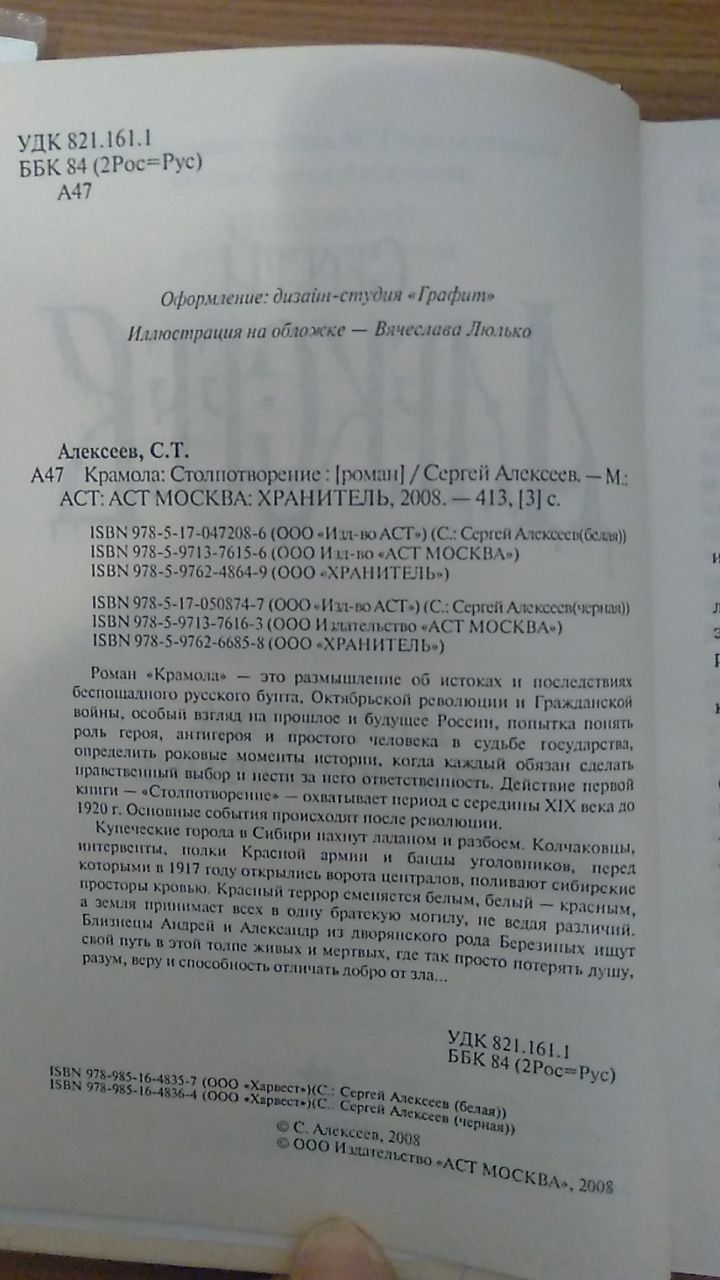 УДК 821.161.1
ББК 84 (2Рос=Рус)
А47
Оформление: дизайн-студия «Графит»
Иллюстрация на обложке — Вячеслава Люлько
Алексеев, С.Т.
А47 Крамола: Столпотворение : [роман] / Сергей Алексеев. — М.:
АСТ: АСТ МОСКВА: ХРАНИТЕЛЬ, 2008. — 413, [3] с.
ISBN 978-5-17-047208-6 (ООО «Изд-во АСТ») (С.: Сергей Алексеев(белая))
ISBN 978-5-9713-7615-6 (ООО Изд-во «АСТ МОСКВА»)
ISBN 978-5-9762-4864-9 (ООО «ХРАНИТЕЛЬ»)
ISBN 978-5-17-050874-7 (ООО «Изд-во АСТ») (С.: Сергей Алексеев(черная))
ISBN 978-5-9713-7616-3 (ООО Издательство «АСТ МОСКВА»)
ISBN 978-5-9762-6685-8 (ООО «ХРАНИТЕЛЬ»)
Роман «Крамола» — это размышление об истоках и последствиях
беспощадного русского бунта, Октябрьской революции и Гражданской
войны, особый взгляд на прошлое и будущее России, попытка понять
роль героя, антигероя и простого человека в судьбе государства,
определить роковые моменты истории, когда каждый обязан сделать
нравственный выбор и нести за него ответственность. Действие первой
книги — «Столпотворение» — охватывает период с середины XIX века до
1920 г. Основные события происходят после революции.
Купеческие города в Сибири пахнут ладаном и разбоем. Колчаковцы,
интервенты, полки Красной армии и банды уголовников, перед
которыми в 1917 году открылись ворота централов, поливают сибирские
просторы кровью. Красный террор сменяется белым, белый — красным,
а земля принимает всех в одну братскую могилу, не ведая различий.
Близнецы Андрей и Александр из дворянского рода Березиных ищут
свой путь в этой толпе живых и мертвых, где так просто потерять душу,
разум, веру и способность отличать добро от зла...
УДК 821.161.1
ББК 84 (2Рос=Рус)
ISBN 978-985-16-4835-7 (ООО «Харвест»)(С.: Сергей Алексеев (белая))
ISBN 978-985-16-4836-4 (ООО «Харвест»)(С.: Сергей Алексеев (черная))
© С. Алексеев, 2008
© ООО Издательство «АСТ МОСКВА», 2008